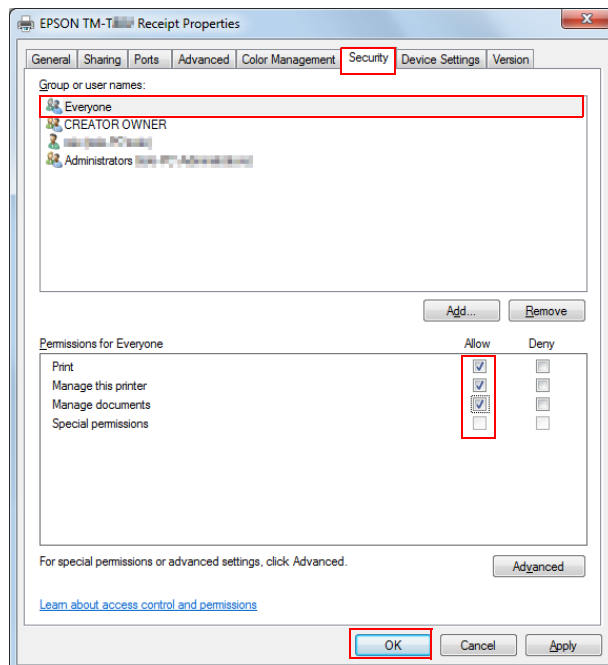 EPSON TM-T Receipt Properties
General Sharing Ports Advanced Color Management Security Device Settings Version
Group or user names:
Everyone
CREATOR OWNER
Administrators
Add... Remove
Permissions for Everyone Allow Deny
Print
Manage this printer
Manage documents
Special permissions
For special permissions or advanced settings, click Advanced.
Advanced
Learn about access control and permissions
OK Cancel Apply